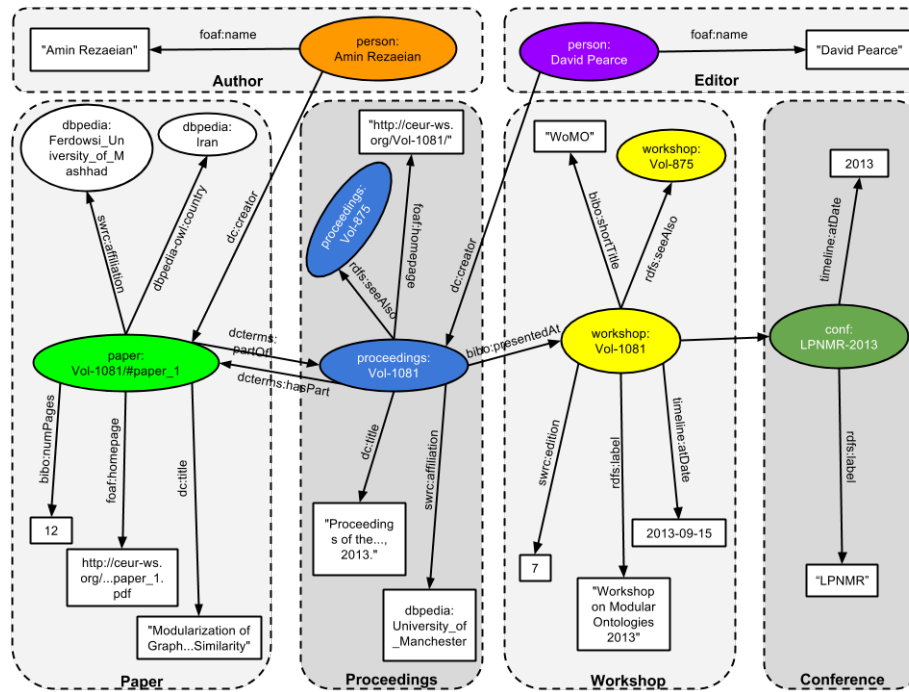 foaf:name
person:
Amin Rezaeian
"Amin Rezaeian"
Author
person:
David Pearce
foaf:name
"David Pearce"
Editor
dbpedia:
Ferdowsi_Un
iversity_of_M
ashhad
dbpedia:
Iran
swrc:affiliation
dbpedia-owl:country
dc:creator
paper:
Vol-1081/#paper_1
bibo:numPages
foaf:homepage
dc:title
12
http://ceur-ws.
org/...paper_1.
pdf
"Modularization of
Graph...Similarity"
Paper
"http://ceur-ws.
org/Vol-1081/"
proceedings:
Vol-875
foaf:homepage
rdfs:seeAlso
dc:creator
dcterms:
partOf
dcterms:hasPart
proceedings:
Vol-1081
bibo:presentedAt
dc:title
swrc:affiliation
"Proceeding
s of the...,
2013."
dbpedia:
University_of
_Manchester
Proceedings
"WoMO"
workshop:
Vol-875
bibo:shortTitle
rdfs:seeAlso
workshop:
Vol-1081
swrc:edition
rdfs:label
timeline:atDate
7
"Workshop
on Modular
Ontologies
2013"
2013-09-15
Workshop
2013
timeline:atDate
conf:
LPNMR-2013
rdfs:label
“LPNMR”
Conference